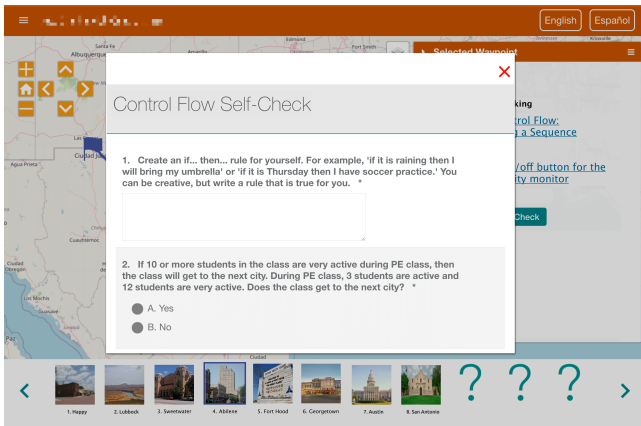 English
Español
Edmond
Santa Fe
Albuquerque
Amarillo
Fort Smith
Knoxville
Selected Waypoint
Control Flow Self-Check
trol Flow:
g a Sequence
Agua Prieta
Ciudad Ju
1. Create an if... then... rule for yourself. For example, 'if it is raining then I
will bring my umbrella' or 'if it is Thursday then I have soccer practice.' You
can be creative, but write a rule that is true for you. *
/off button for the
ity monitor
Check
Cuauhtémoc
Ciudad
Obregón
2. If 10 or more students in the class are very active during PE class, then
the class will get to the next city. During PE class, 3 students are active and
12 students are very active. Does the class get to the next city? *
Los Mochis
Guasave
A. Yes
B. No
Paz
Ciudad
1. Happy
2. Lubbock
3. Sweetwater
4. Abilene
5. Fort Hood
6. Georgetown
7. Austin
8. San Antonio
? ? ?